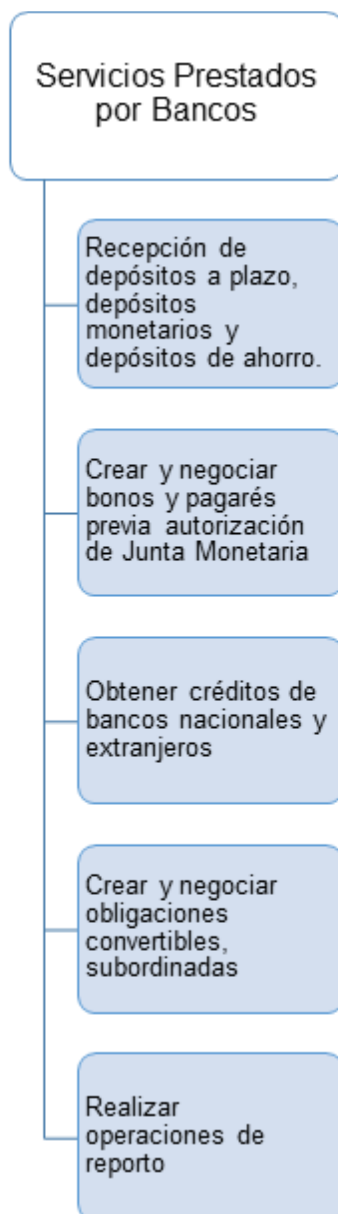 Servicios Prestados
por Bancos
Recepción de
depósitos a plazo,
depósitos
monetarios y
depósitos de ahorro.
Crear y negociar
bonos y pagarés
previa autorización
de Junta Monetaria
Obtener créditos de
bancos nacionales y
extranjeros
Crear y negociar
obligaciones
convertibles,
subordinadas
Realizar
operaciones de
reporto